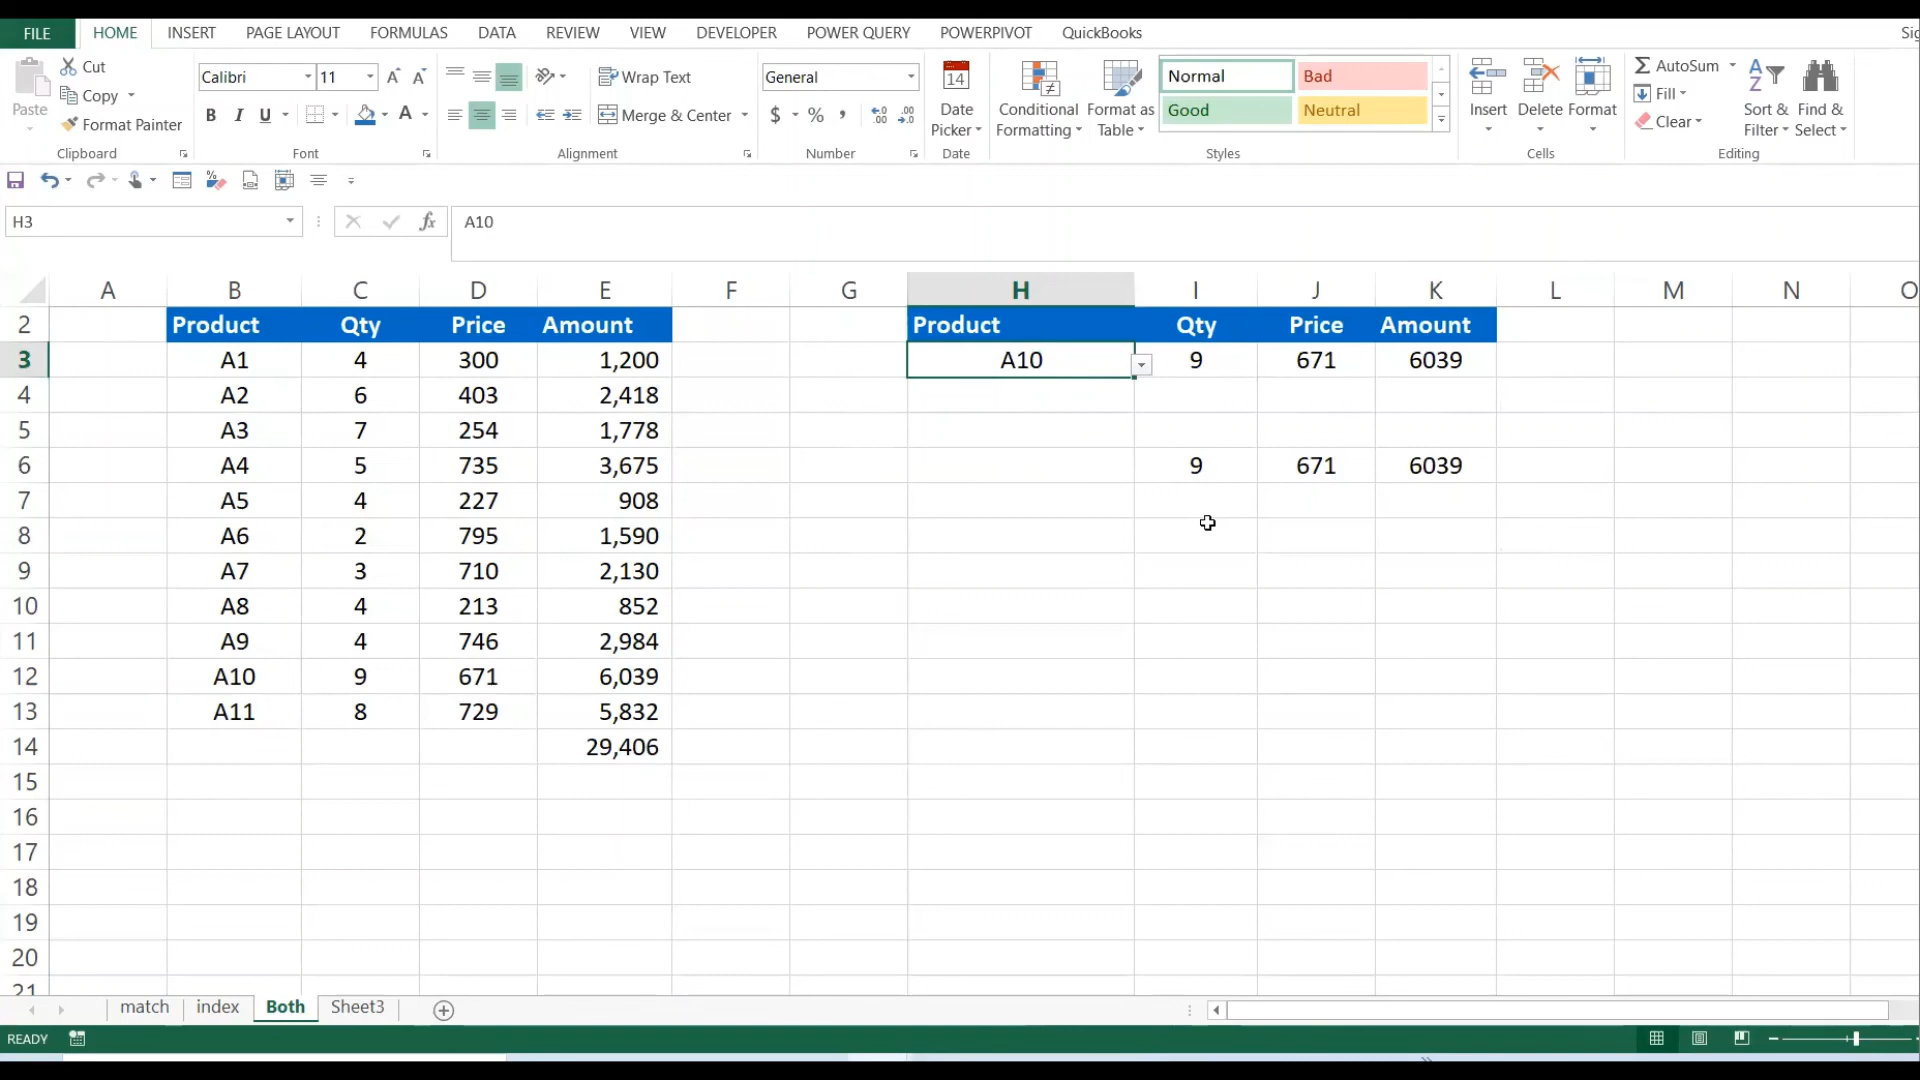 FILE HOME INSERT PAGE LAYOUT FORMULAS DATA REVIEW VIEW DEVELOPER POWER QUERY POWERPIVOT QuickBooks
Cut
Copy
Format Painter
Paste
Clipboard
Calibri 11
B I U
Font
Wrap Text
Merge & Center
Alignment
General
$ % ,
Number
14
Date
Picker
Date
Conditional
Formatting
Format as
Table
Normal Bad
Good Neutral
Styles
Insert Delete Format
Cells
AutoSum
Fill
Clear
Sort &
Filter
Find &
Select
Editing
H3 fx A10
A B C D E F G H I J K L M N O
2 Product Qty Price Amount Product Qty Price Amount
3 A1 4 300 1,200 A10 9 671 6039
4 A2 6 403 2,418
5 A3 7 254 1,778
6 A4 5 735 3,675 9 671 6039
7 A5 4 227 908
8 A6 2 795 1,590
9 A7 3 710 2,130
10 A8 4 213 852
11 A9 4 746 2,984
12 A10 9 671 6,039
13 A11 8 729 5,832
14 29,406
15
16
17
18
19
20
21
match index Both Sheet3
READY